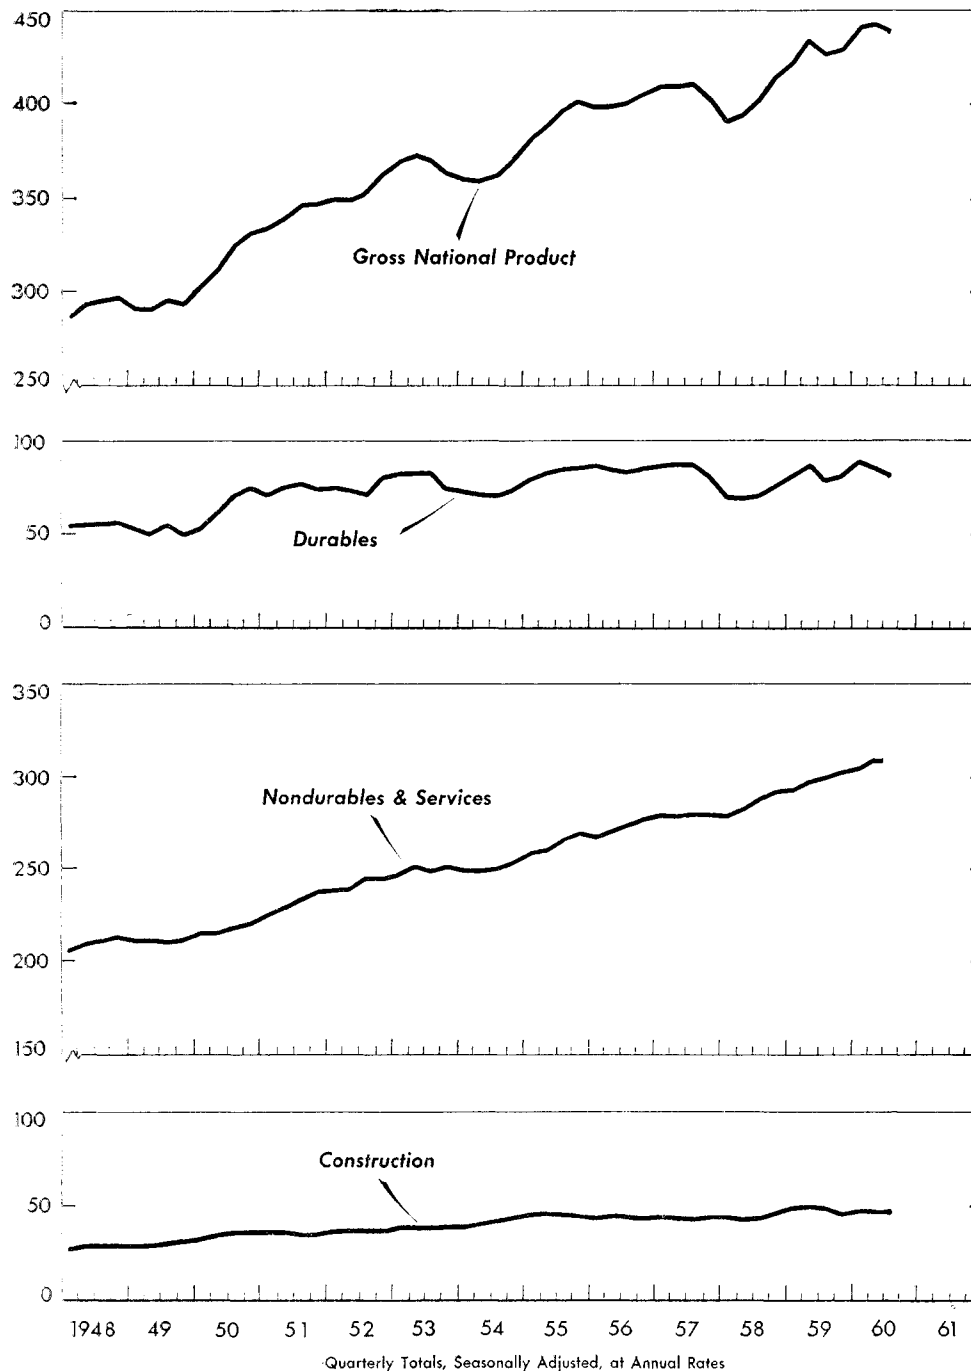 450
400
350
Gross National Product
300
250
100
50
Durables
0
350
300
Nondurables & Services
250
200
150
100
Construction
50
0
1948 49 50 51 52 53 54 55 56 57 58 59 60 61
Quarterly Totals, Seasonally Adjusted, at Annual Rates